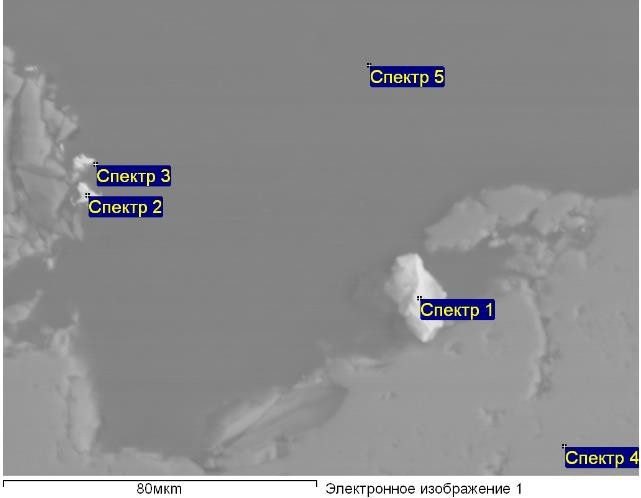 Спектр 5
Спектр 3
Спектр 2
Спектр 1
Спектр 4
80мкm
Электронное изображение 1